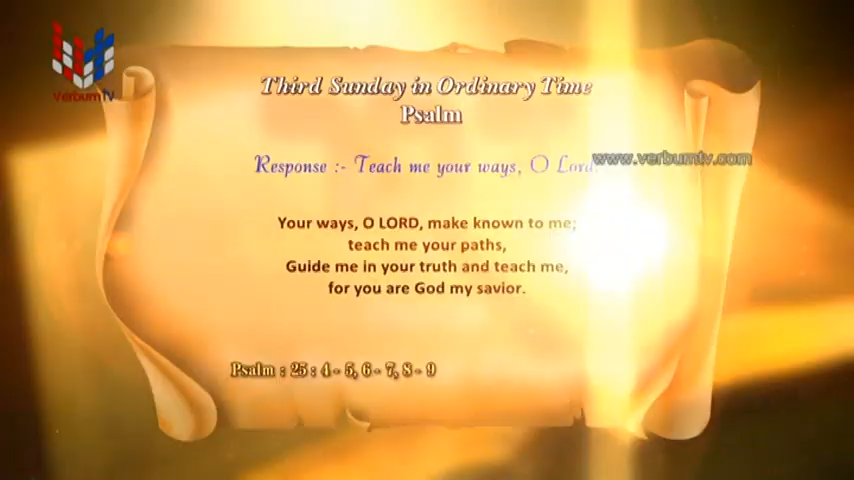 VerbumTV
Third Sunday in Ordinary Time
Psalm
www.verbumtv.com
Response :- Teach me your ways, O Lord.
Your ways, O LORD, make known to me;
teach me your paths,
Guide me in your truth and teach me,
for you are God my savior.
Psalm : 25 : 4 - 5, 6 - 7, 8 - 9